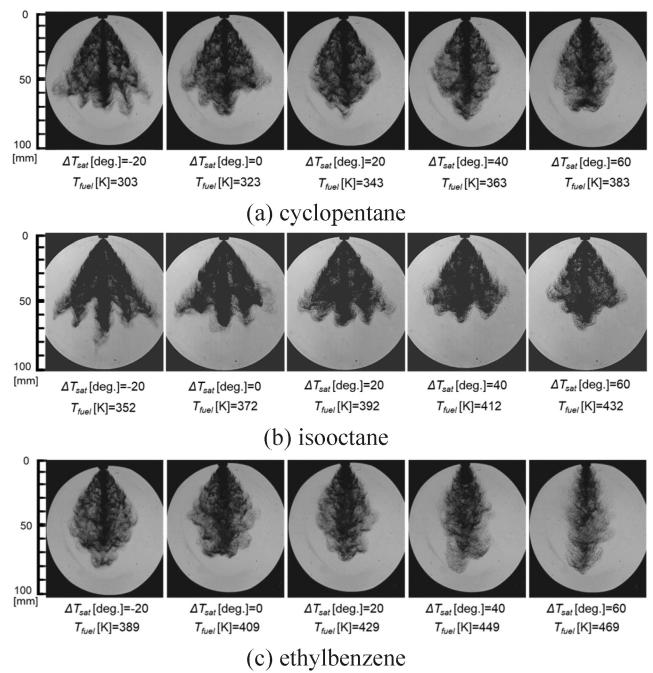 0
50
100
[mm]
ΔTsat [deg.]=-20 ΔTsat [deg.]=0 ΔTsat [deg.]=20 ΔTsat [deg.]=40 ΔTsat [deg.]=60
Tfuel [K]=303 Tfuel [K]=323 Tfuel [K]=343 Tfuel [K]=363 Tfuel [K]=383
(a) cyclopentane
0
50
100
[mm]
ΔTsat [deg.]=-20 ΔTsat [deg.]=0 ΔTsat [deg.]=20 ΔTsat [deg.]=40 ΔTsat [deg.]=60
Tfuel [K]=352 Tfuel [K]=372 Tfuel [K]=392 Tfuel [K]=412 Tfuel [K]=432
(b) isooctane
0
50
100
[mm]
ΔTsat [deg.]=-20 ΔTsat [deg.]=0 ΔTsat [deg.]=20 ΔTsat [deg.]=40 ΔTsat [deg.]=60
Tfuel [K]=389 Tfuel [K]=409 Tfuel [K]=429 Tfuel [K]=449 Tfuel [K]=469
(c) ethylbenzene